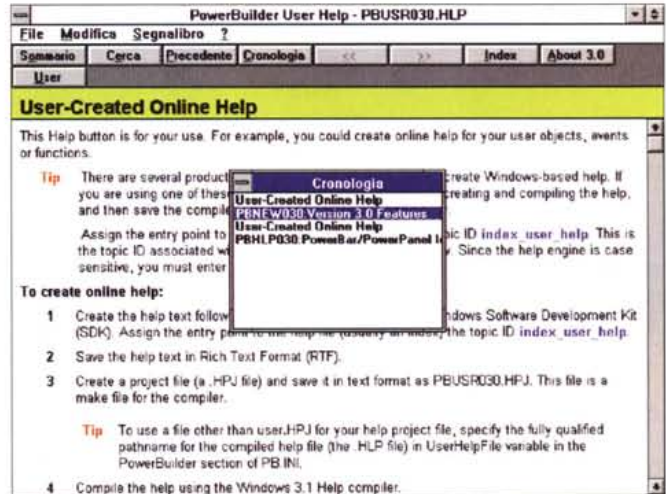 PowerBuilder User Help - PBUSR030.HLP
File Modifica Segnalibro ?
Sommario Cerca Precedente Cronologia << >> Index About 3.0
User
User-Created Online Help
This Help button is for your use. For example, you could create online help for your user objects, events
or functions.
Tip There are several product create Windows-based help. If
you are using one of these creating and compiling the help,
and then save the compile
Assign the entry point to pic ID index_user_help. This is
the topic ID associated w Since the help engine is case
sensitive, you must enter
Cronologia
User-Created Online Help
PBNEW030:Version 3.0 Features
User-Created Online Help
PBHLP030:PowerBar/PowerPanel
To create online help:
1 Create the help text follow ndows Software Development Kit
(SDK). Assign the entry the topic ID index_user_help.
2 Save the help text in Rich Text Format (RTF).
3 Create a project file (a .HPJ file) and save it in text format as PBUSR030.HPJ. This file is a
make file for the compiler.
Tip To use a file other than user.HPJ for your help project file, specify the fully qualified
pathname for the compiled help file (the .HLP file) in UserHelpFile variable in the
PowerBuilder section of PB.INI.
4 Compile the help using the Windows 3.1 Help compiler.